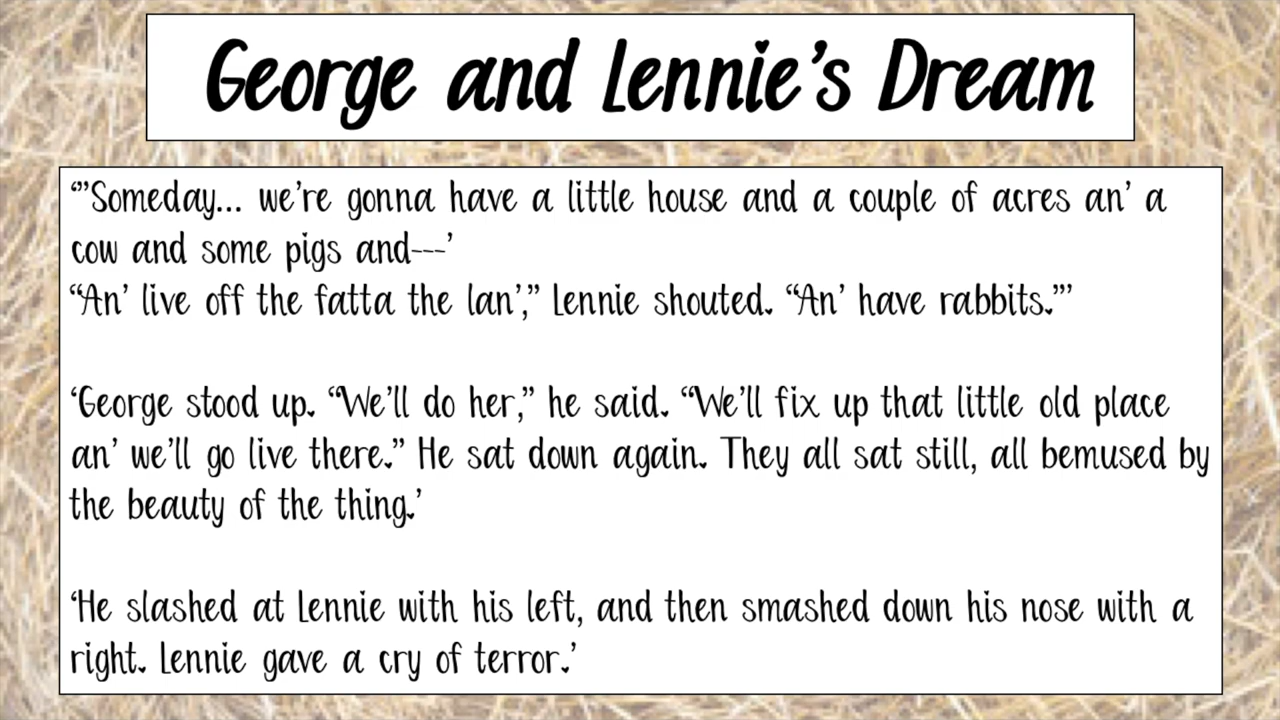 George and Lennie's Dream
‘“Someday... we’re gonna have a little house and a couple of acres an’ a
cow and some pigs and---’
“An’ live off the fatta the lan’,” Lennie shouted. “An’ have rabbits.”’
‘George stood up. “We’ll do her,” he said. “We’ll fix up that little old place
an’ we’ll go live there.” He sat down again. They all sat still, all bemused by
the beauty of the thing.’
‘He slashed at Lennie with his left, and then smashed down his nose with a
right. Lennie gave a cry of terror.’